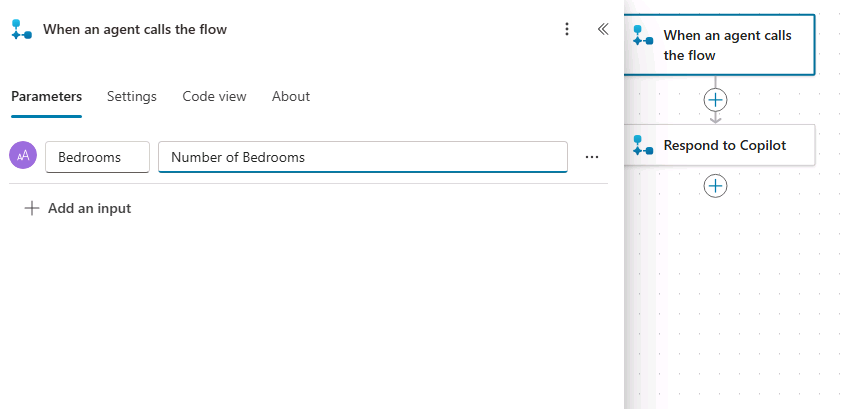 When an agent calls the flow
Parameters Settings Code view About
AA Bedrooms Number of Bedrooms
Add an input
When an agent calls
the flow
Respond to Copilot